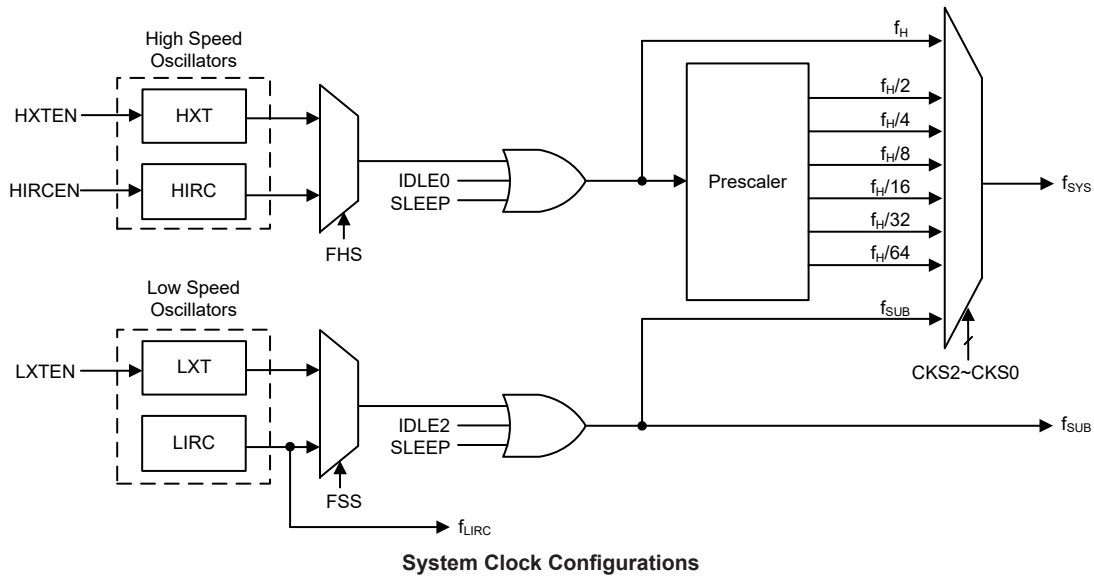 High Speed
Oscillators
HXTEN
HXT
HIRCEN
HIRC
FHS
IDLE0
SLEEP
Prescaler
fH
fH/2
fH/4
fH/8
fH/16
fH/32
fH/64
fSUB
CKS2~CKS0
fSYS
Low Speed
Oscillators
LXTEN
LXT
LIRC
FSS
IDLE2
SLEEP
fSUB
fLIRC
System Clock Configurations